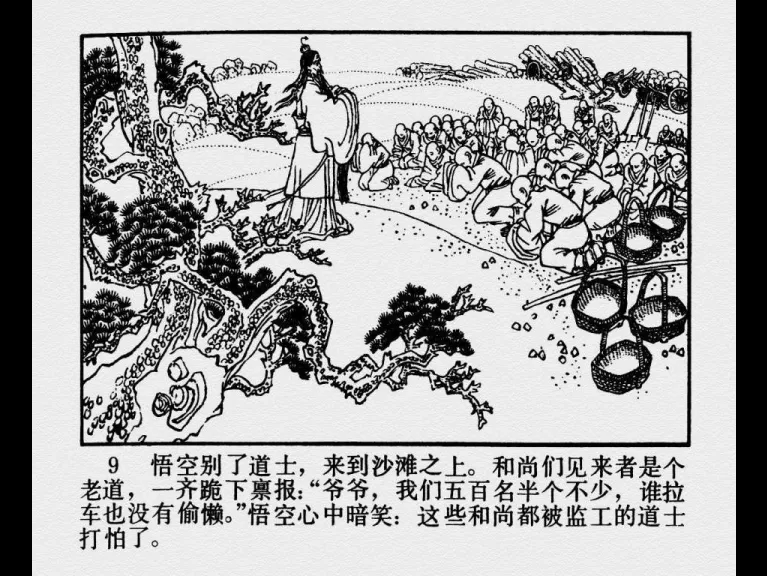 9 悟空别了道士，来到沙滩之上。和尚们见来者是个
老道，一齐跪下禀报：“爷爷，我们五百名半个不少，谁拉
车也没有偷懒。”悟空心中暗笑：这些和尚都被监工的道士
打怕了。